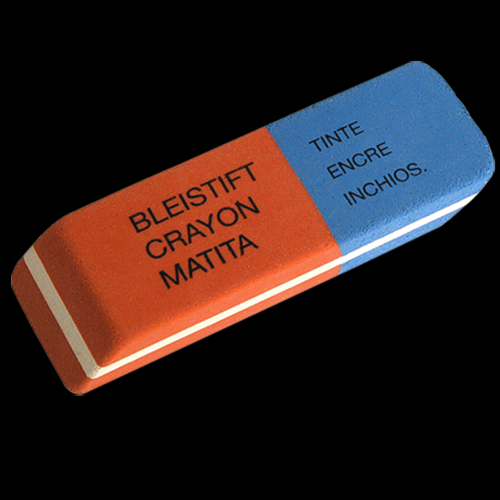 BLEISTIFT
CRAYON
MATITA
TINTE
ENCRE
INCHIOS.